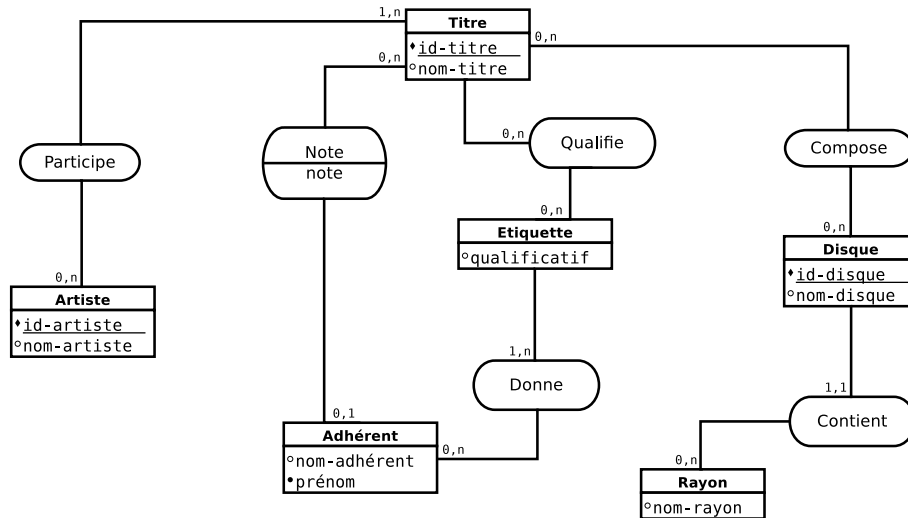 1,n
Titre
0,n
id-titre
0,n
nom-titre
Participe
Note
note
0,n
Qualifie
Compose
0,n
Etiquette
qualificatif
0,n
Disque
id-disque
nom-disque
0,n
Artiste
id-artiste
nom-artiste
1,n
Donne
1,1
Contient
0,1
Adhérent
nom-adhérent
prénom
0,n
0,n
Rayon
nom-rayon